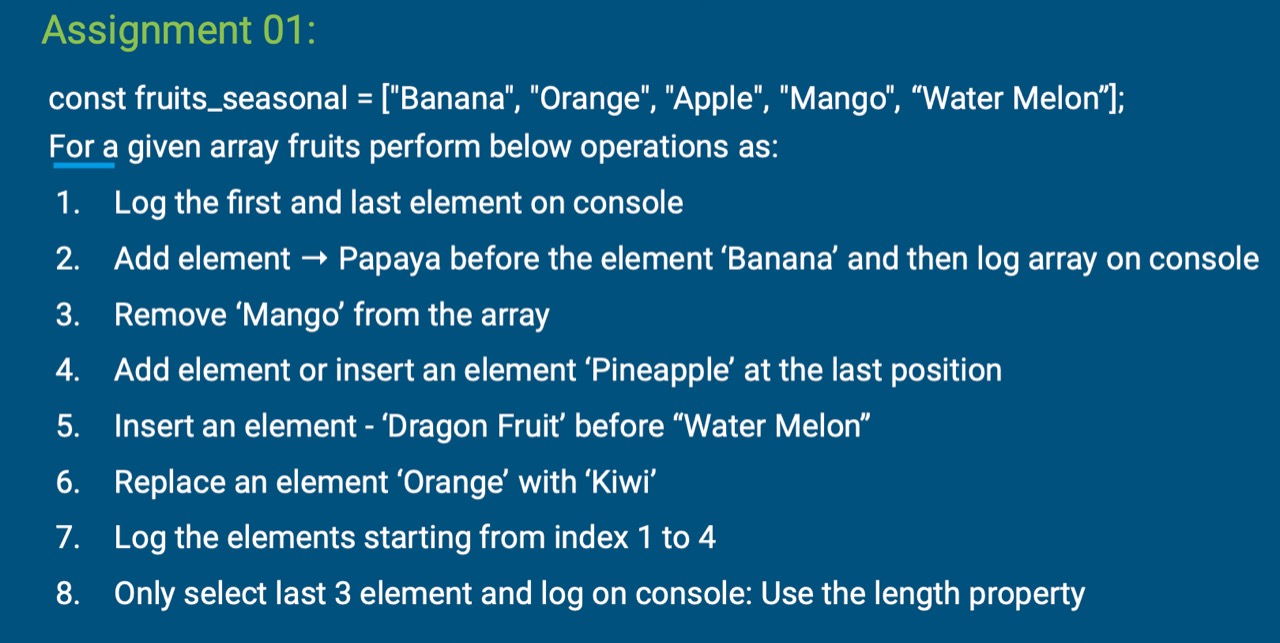 Assignment 01:
const fruits_seasonal = ["Banana", "Orange", "Apple", "Mango", “Water Melon”];
For a given array fruits perform below operations as:
1. Log the first and last element on console
2. Add element → Papaya before the element ‘Banana’ and then log array on console
3. Remove ‘Mango’ from the array
4. Add element or insert an element ‘Pineapple’ at the last position
5. Insert an element - ‘Dragon Fruit’ before “Water Melon”
6. Replace an element ‘Orange’ with ‘Kiwi’
7. Log the elements starting from index 1 to 4
8. Only select last 3 element and log on console: Use the length property